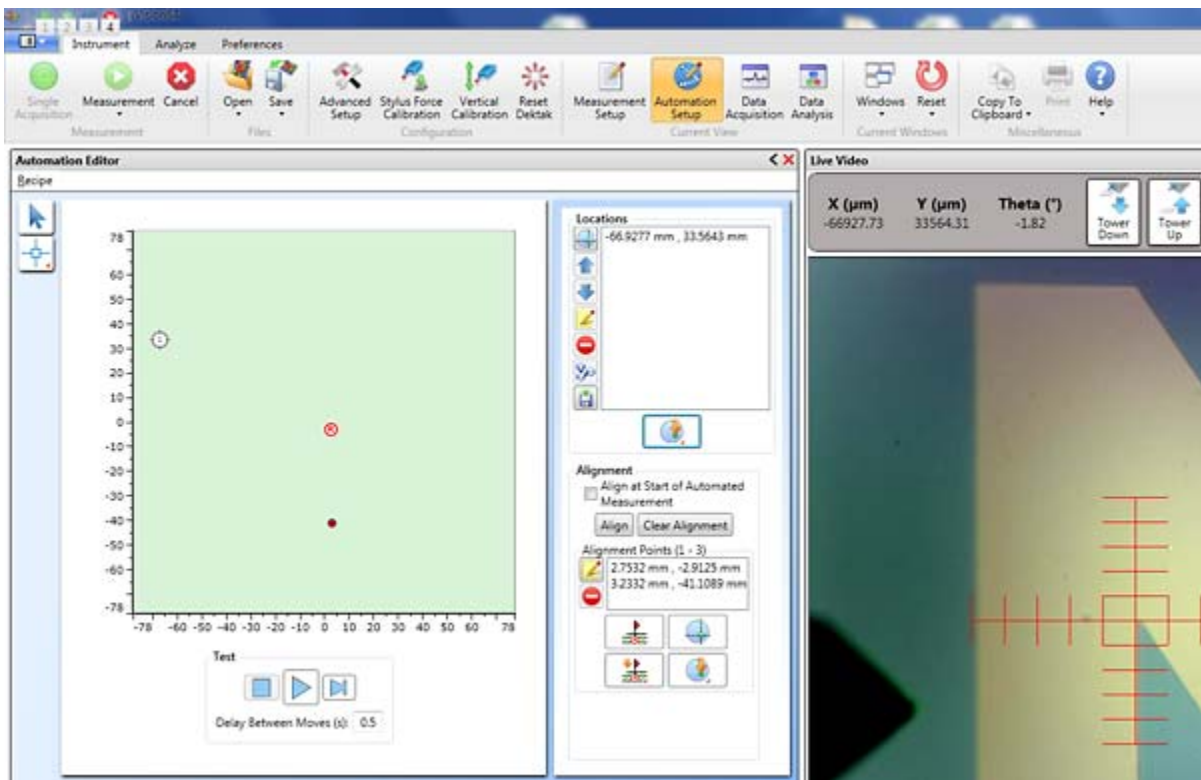 1 2 3 4
Instrument Analyze Preferences
Single Acquisition Measurement Cancel Open Save Advanced Setup Stylus Force Calibration Vertical Calibration Reset Dektak Measurement Setup Automation Setup Data Acquisition Data Analysis Windows Reset Copy To Clipboard Print Help
Measurement Files Configuration Current View Current Windows Miscellaneous
Automation Editor
Recipe
78
60
50
40
30
20
10
0
-10
-20
-30
-40
-50
-60
-78
-78 -60 -50 -40 -30 -20 -10 0 10 20 30 40 50 60 78
Test
Delay Between Moves (s): 0.5
Locations
-66.9277 mm , 33.5643 mm
Alignment
Align at Start of Automated
Measurement
Align Clear Alignment
Alignment Points (1 - 3)
2.7532 mm , -2.9125 mm
3.2332 mm , -41.1089 mm
Live Video
X (µm) Y (µm) Theta (°)
-66927.73 33564.31 -1.82
Tower Down Tower Up